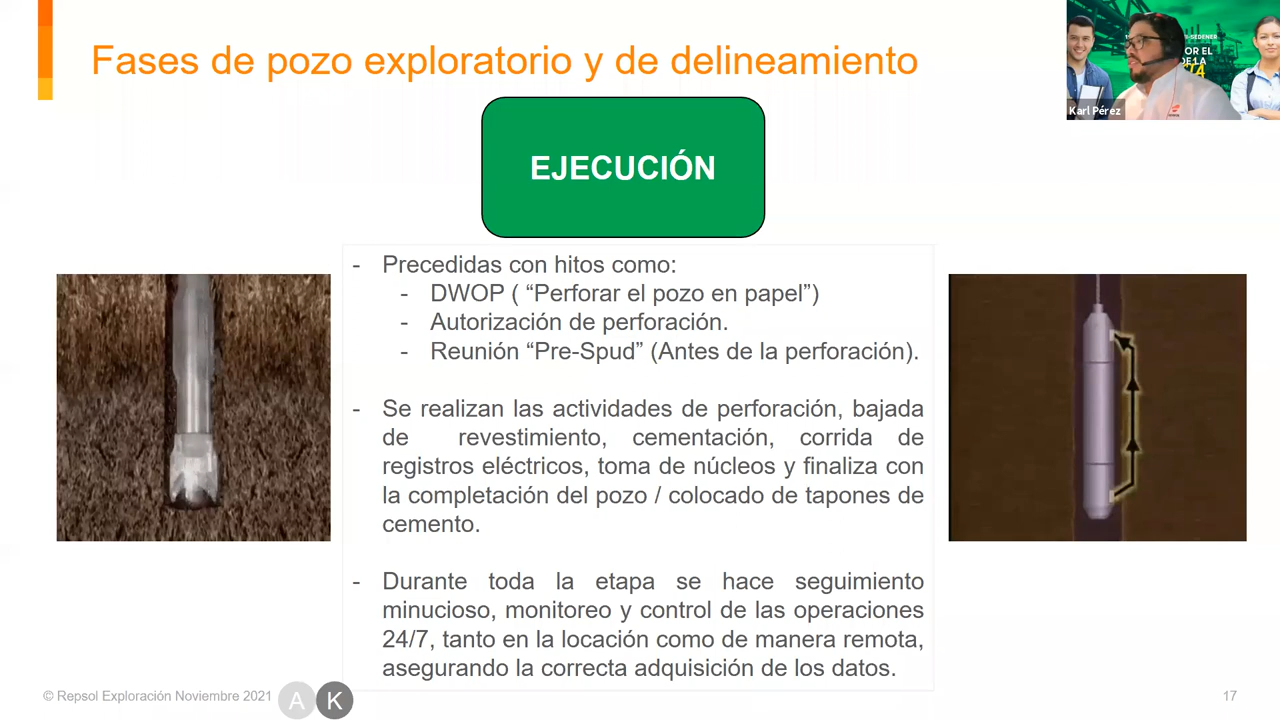 Fases de pozo exploratorio y de delineamiento
EJECUCIÓN
- Precedidas con hitos como:
- DWOP ( “Perforar el pozo en papel”)
- Autorización de perforación.
- Reunión “Pre-Spud” (Antes de la perforación).
- Se realizan las actividades de perforación, bajada
de revestimiento, cementación, corrida de
registros eléctricos, toma de núcleos y finaliza con
la completación del pozo / colocado de tapones de
cemento.
- Durante toda la etapa se hace seguimiento
minucioso, monitoreo y control de las operaciones
24/7, tanto en la locación como de manera remota,
asegurando la correcta adquisición de los datos.
© Repsol Exploración Noviembre 2021
A K
17
OR EL
DE LA
Karl Pérez